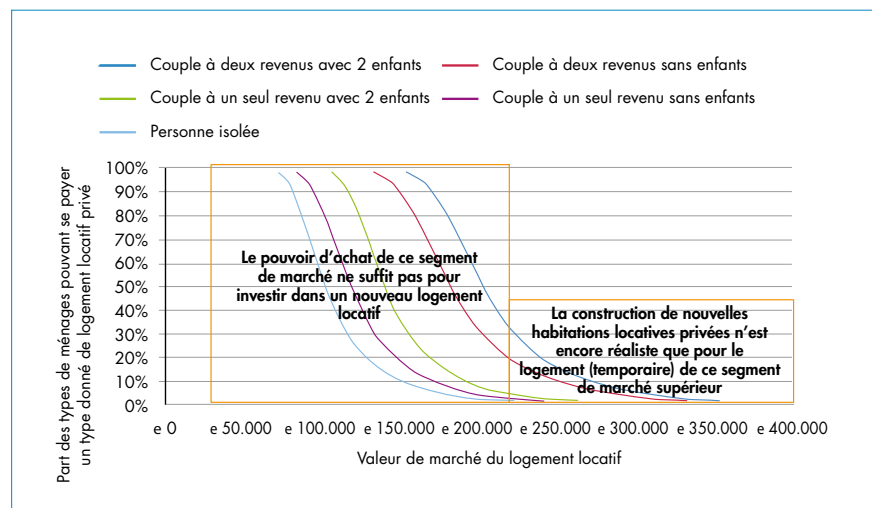 Couple à deux revenus avec 2 enfants
Couple à deux revenus sans enfants
Couple à un seul revenu avec 2 enfants
Couple à un seul revenu sans enfants
Personne isolée
Part des types de ménages pouvant se payer
un type donné de logement locatif privé
100%
90%
80%
70%
60%
50%
40%
30%
20%
10%
0%
Le pouvoir d'achat de ce segment
de marché ne suffit pas pour
investir dans un nouveau logement
locatif
La construction de nouvelles
habitations locatives privées n'est
encore réaliste que pour le
logement (temporaire) de ce segment
de marché supérieur
e 0
e 50.000
e 100.000
e 150.000
e 200.000
e 250.000
e 300.000
e 350.000
e 400.000
Valeur de marché du logement locatif